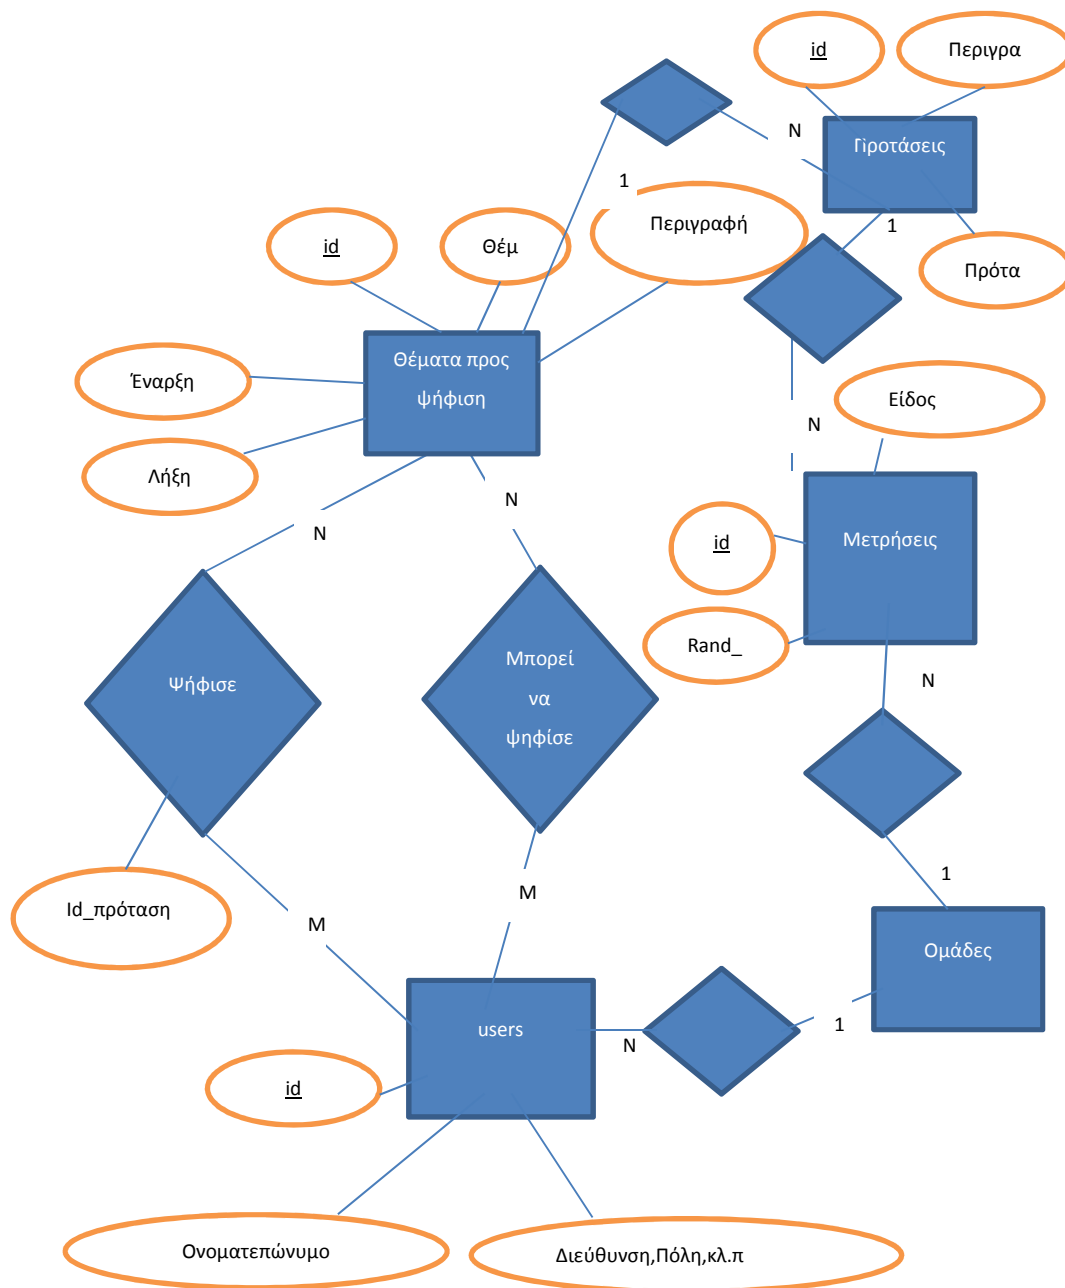 id
Περιγρα
N
Προτάσεις
1
Περιγραφή
id
Θέμ
1
Πρότα
Θέματα προς
ψήφιση
Έναρξη
Είδος
N
Λήξη
N
N
id
Μετρήσεις
Rand_
Μπορεί
να
ψηφίσε
Ψήφισε
N
M
1
Id_πρόταση
M
Ομάδες
users
N
1
id
Ονοματεπώνυμο
Διεύθυνση,Πόλη,κλ.π